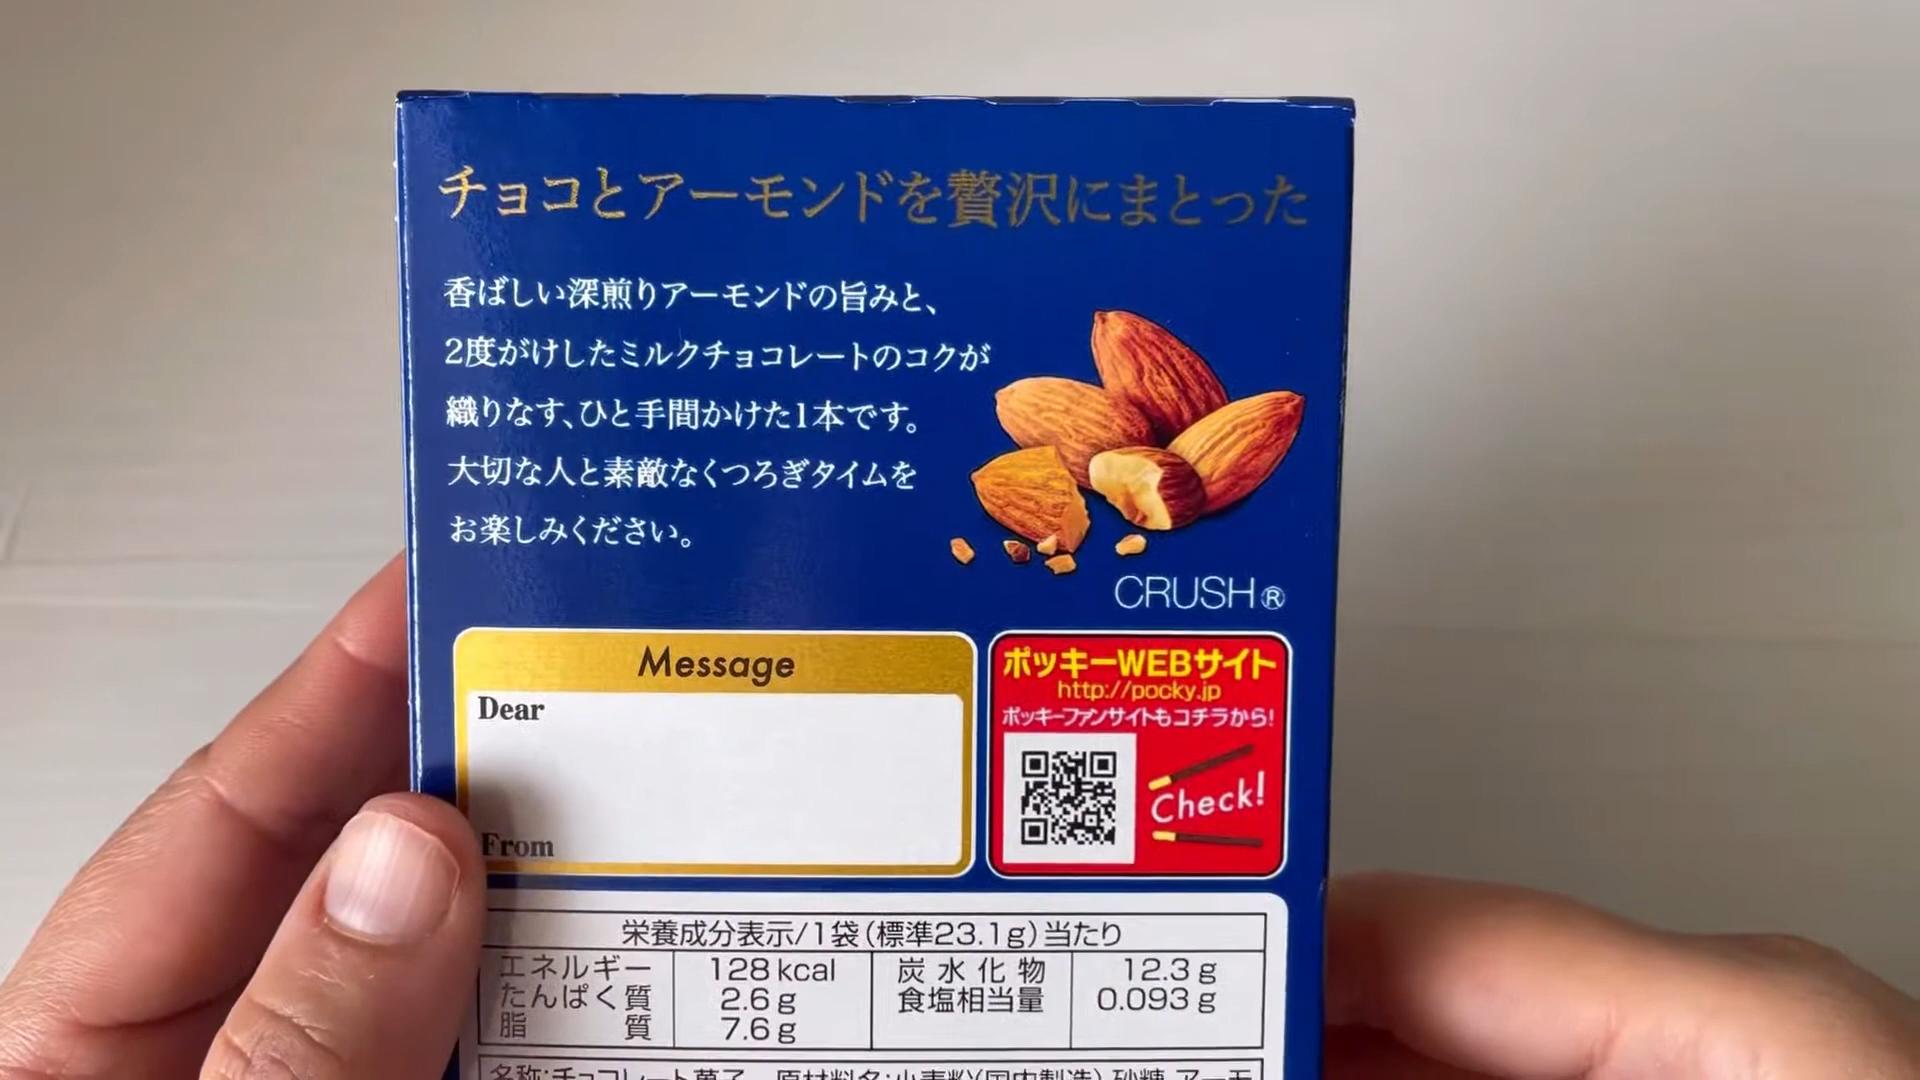 チョコとアーモンドを贅沢にまとった
香ばしい深煎りアーモンドの旨みと、
2度がけしたミルクチョコレートのコクが
織りなす、ひと手間かけた1本です。
大切な人と素敵なくつろぎタイムを
お楽しみください。
CRUSH®
Message
Dear
From
ポッキーWEBサイト
http://pocky.jp
ポッキーファンサイトもコチラから!
Check!
栄養成分表示/1袋(標準23.1g)当たり
エネルギー 128kcal 炭水化物 12.3g
たんぱく質 2.6g 食塩相当量 0.093g
脂質 7.6g
名称:チョコレート菓子 原材料名:小麦粉(国内製造)、砂糖、アーモ